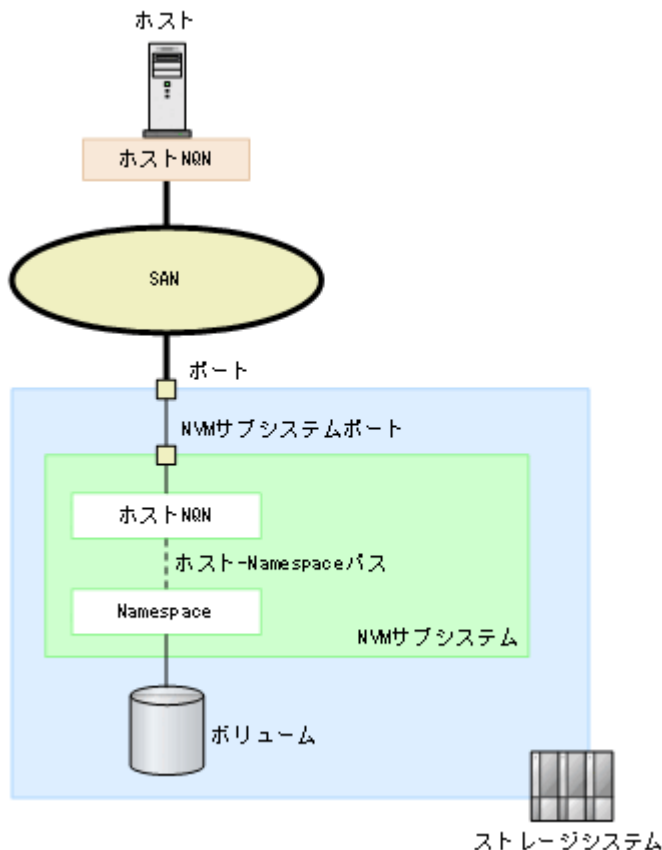 ホスト
ホストNQN
SAN
ポート
NVMサブシステムポート
ホストNQN
ホスト-Namespaceパス
Namespace
NVMサブシステム
ボリューム
ストレージシステム